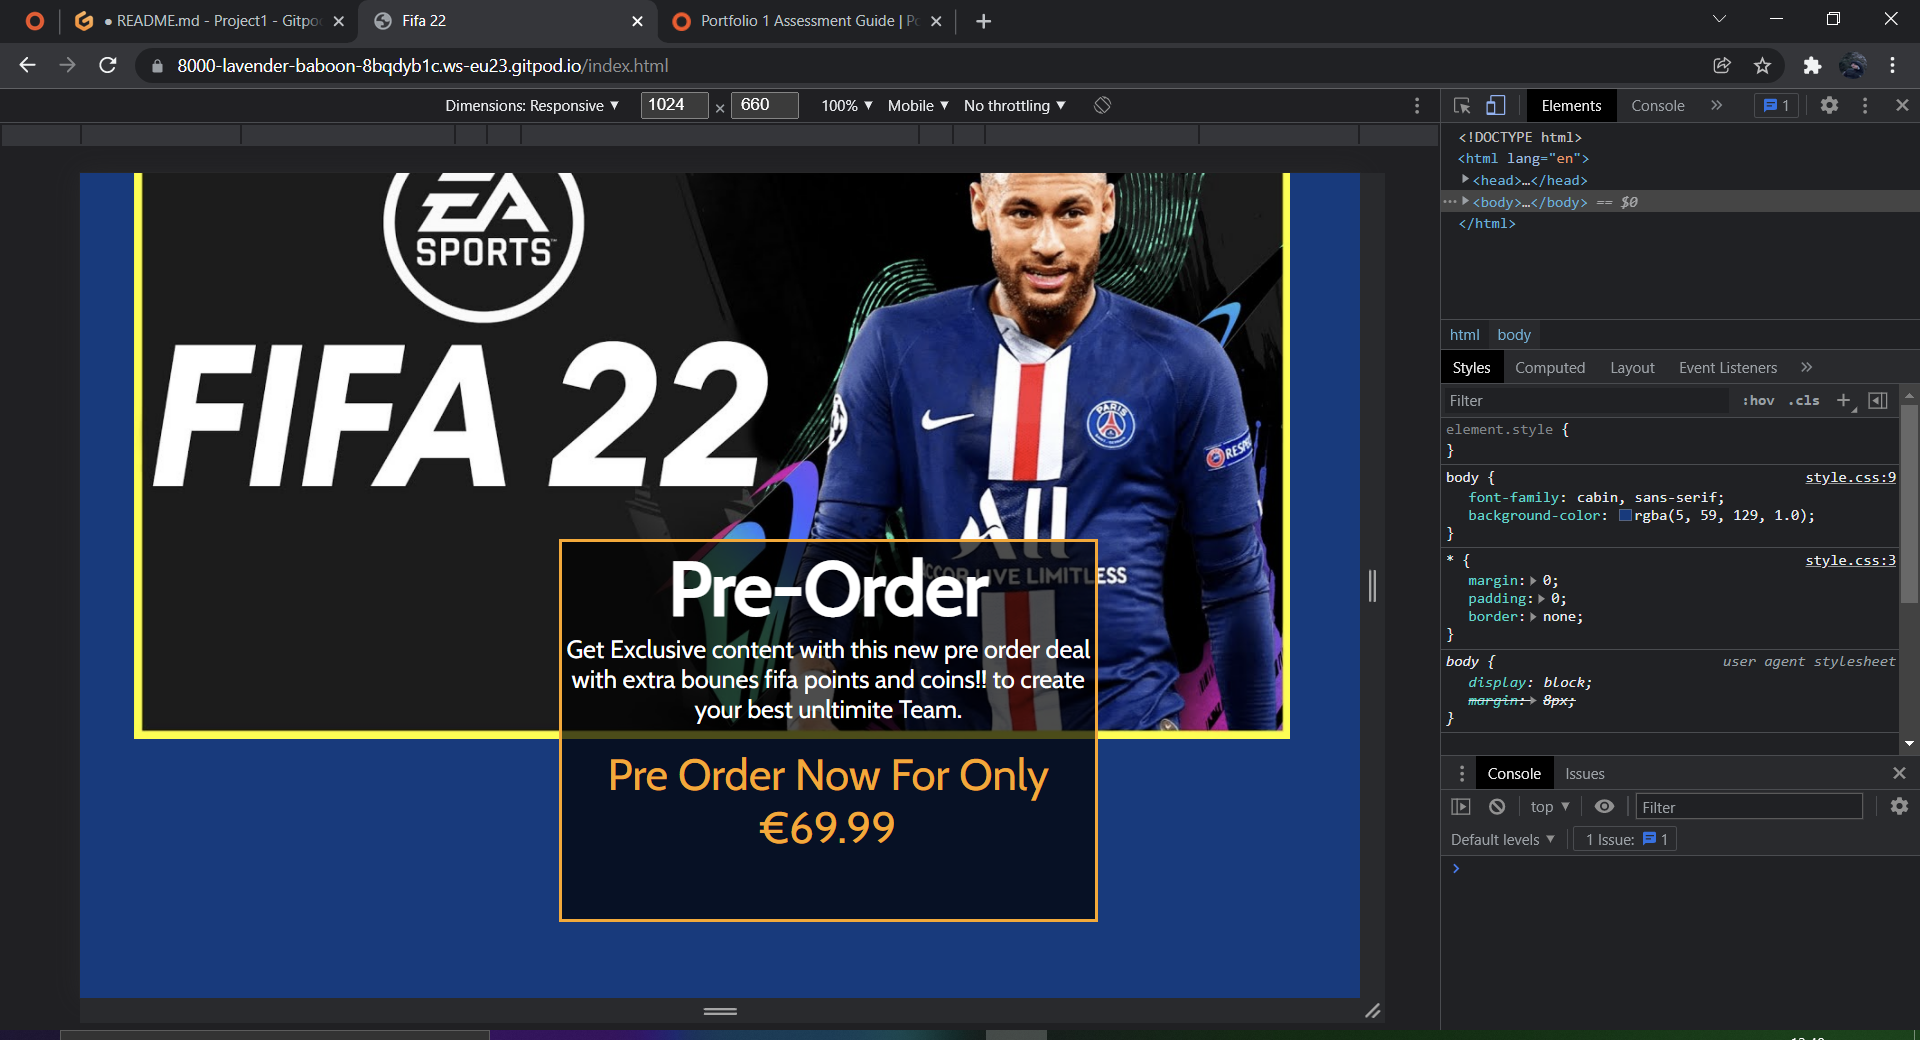 README.md - Project1 - Gitpo
Fifa 22
Portfolio 1 Assessment Guide | Po
8000-lavender-baboon-8bqdyb1c.ws-eu23.gitpod.io/index.html
Dimensions: Responsive ▼ 1024 × 660 100% ▼ Mobile ▼ No throttling ▼
Elements Console » 1
<!DOCTYPE html>
<html lang="en">
<head>…</head>
<body>…</body> == $0
</html>
html body
Styles Computed Layout Event Listeners »
Filter :hov .cls +
element.style {
}
body { style.css:9
font-family: cabin, sans-serif;
background-color: rgba(5, 59, 129, 1.0);
}
* { style.css:3
margin: 0;
padding: 0;
border: none;
}
body { user agent stylesheet
display: block;
margin: 8px;
}
Console Issues
top ▼ Filter
Default levels ▼ 1 Issue: 1
EA
SPORTS
FIFA 22
PARIS
RESPE
All
ACCOR LIVE LIMITLESS
Pre-Order
Get Exclusive content with this new pre order deal
with extra bounes fifa points and coins!! to create
your best unltimite Team.
Pre Order Now For Only
€69.99